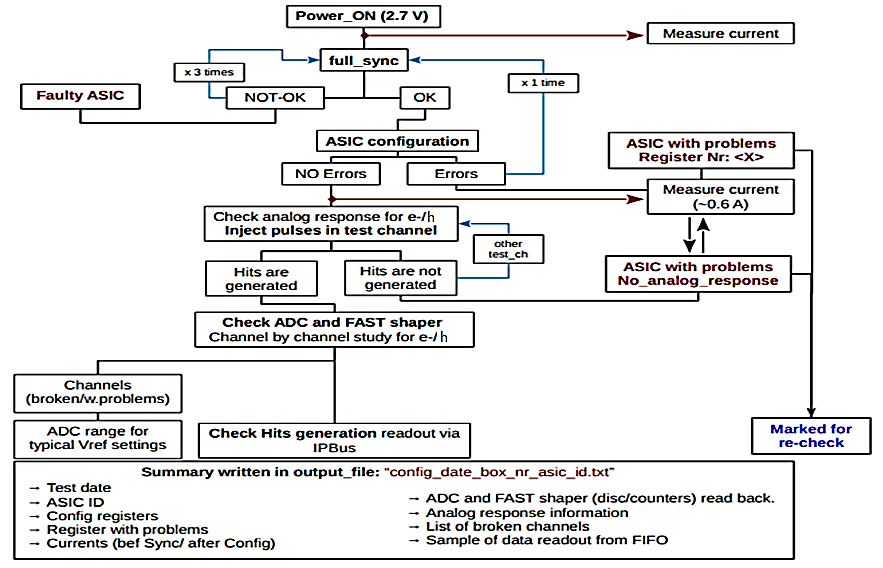 Power_ON (2.7 V)
Measure current
full_sync
x 3 times
x 1 time
Faulty ASIC
NOT-OK
OK
ASIC configuration
ASIC with problems
Register Nr: <X>
NO Errors
Errors
Measure current
(~0.6 A)
Check analog response for e-/h
Inject pulses in test channel
other
test_ch
Hits are
generated
Hits are not
generated
ASIC with problems
No_analog_response
Check ADC and FAST shaper
Channel by channel study for e-/h
Channels
(broken/w.problems)
ADC range for
typical Vref settings
Check Hits generation readout via
IPBus
Marked for
re-check
Summary written in output_file: "config_date_box_nr_asic_id.txt"
→ Test date
→ ASIC ID
→ Config registers
→ Register with problems
→ Currents (bef Sync/ after Config)
→ ADC and FAST shaper (disc/counters) read back.
→ Analog response information
→ List of broken channels
→ Sample of data readout from FIFO